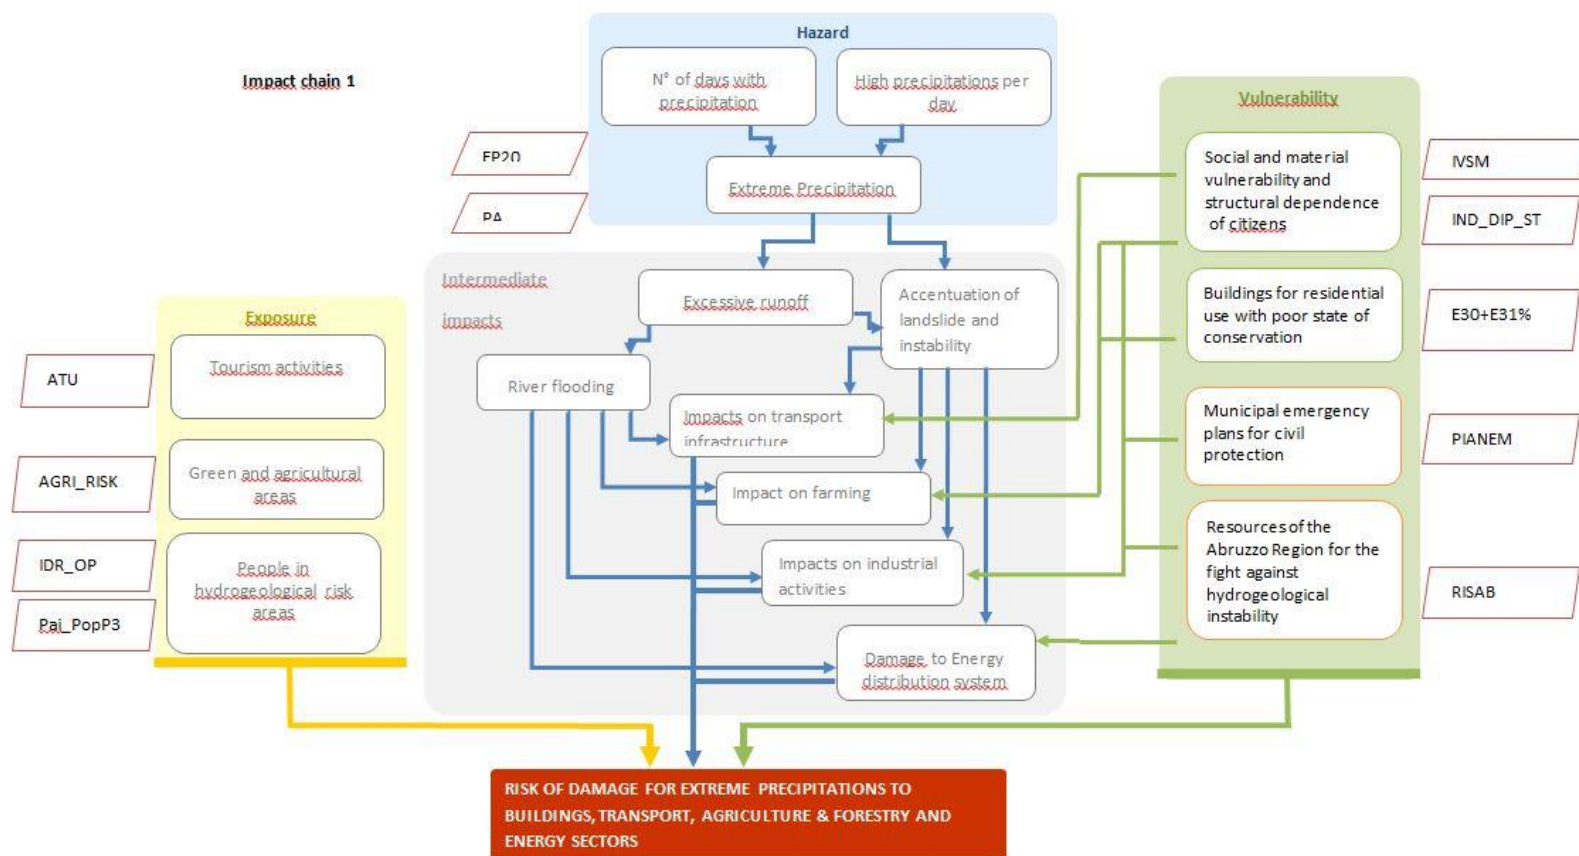 Impact chain 1
Hazard
N° of days with
precipitation
High precipitations per
day
Extreme Precipitation
PA
Intermediate
impacts
Excessive runoff
Accentuation of
landslide and
instability
River flooding
Impacts on transport
infrastructure
Impact on farming
Impacts on industrial
activities
Damage to Energy
distribution system
Exposure
Tourism activities
Green and agricultural
areas
People in
hydrogeological risk
areas
ATU
AGRI_RISK
IDR_OP
Pai_PopP3
Vulnerability
Social and material
vulnerability and
structural dependence
of citizens
Buildings for residential
use with poor state of
conservation
Municipal emergency
plans for civil
protection
Resources of the
Abruzzo Region for the
fight against
hydrogeological
instability
IVSM
IND_DIP_ST
E30+E31%
PIANEM
RISAB
RISK OF DAMAGE FOR EXTREME PRECIPITATIONS TO
BUILDINGS, TRANSPORT, AGRICULTURE & FORESTRY AND
ENERGY SECTORS